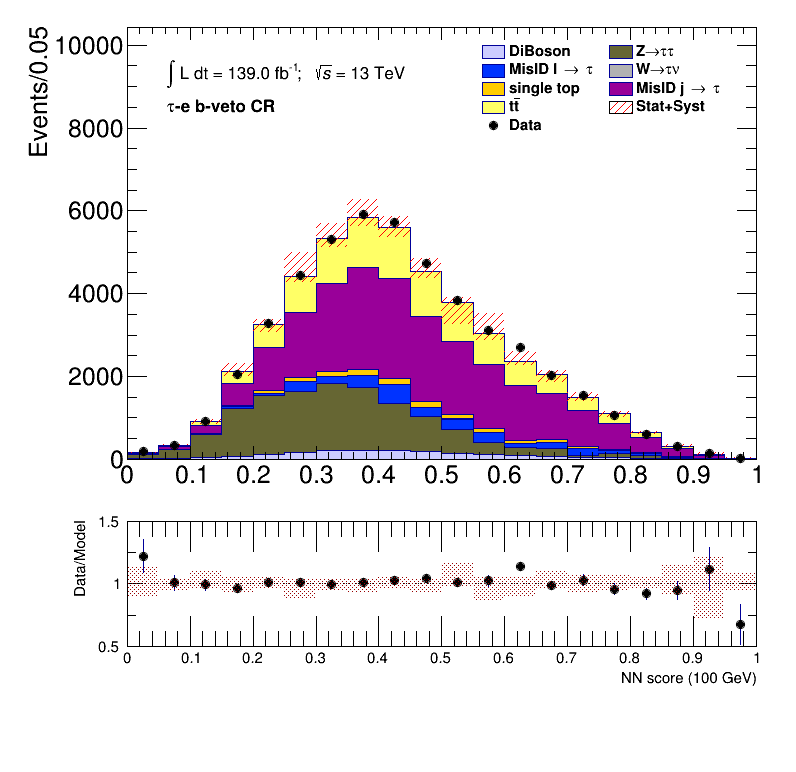 Events/0.05
10000
8000
6000
4000
2000
0
∫ L dt = 139.0 fb⁻¹; √s = 13 TeV
τ-e b-veto CR
DiBoson
MisID l → τ
single top
tt̄
Data
Z→ττ
W→τν
MisID j → τ
Stat+Syst
0 0.1 0.2 0.3 0.4 0.5 0.6 0.7 0.8 0.9 1
Data/Model
1.5
1
0.5
0 0.1 0.2 0.3 0.4 0.5 0.6 0.7 0.8 0.9 1
NN score (100 GeV)